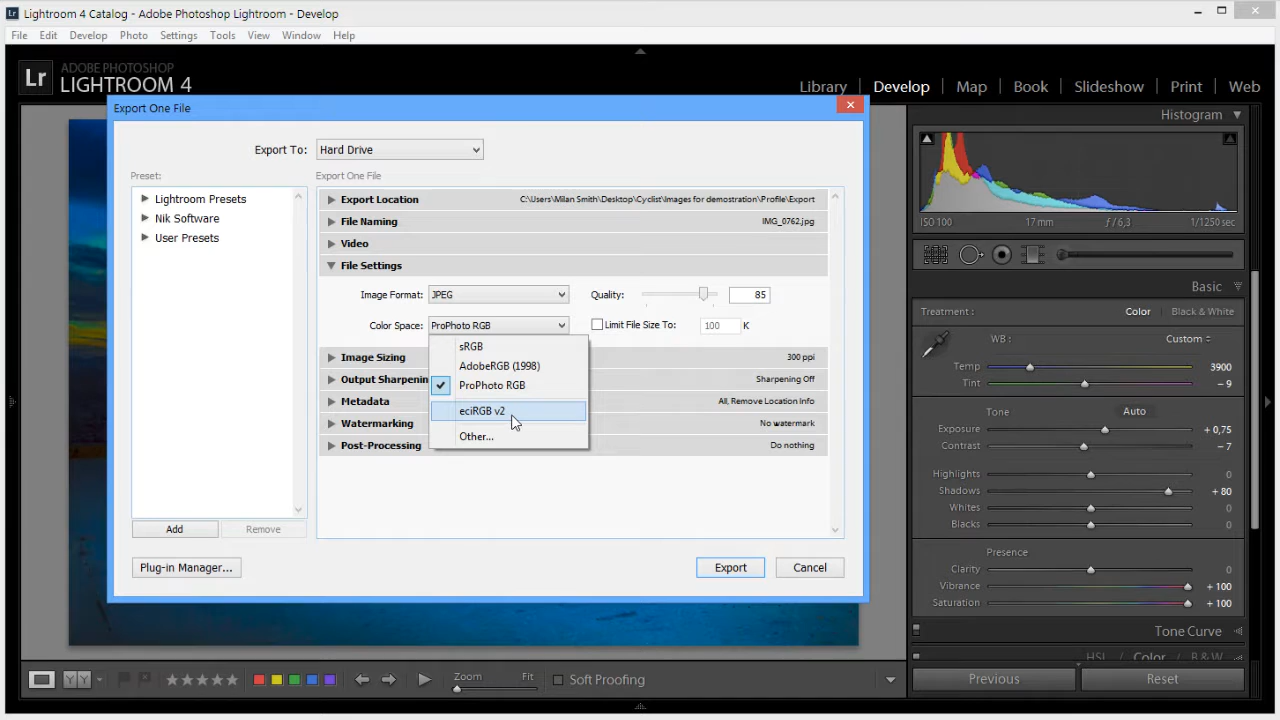 Lr Lightroom 4 Catalog - Adobe Photoshop Lightroom - Develop
File Edit Develop Photo Settings Tools View Window Help
Lr ADOBE PHOTOSHOP
LIGHTROOM 4
Library Develop Map Book Slideshow Print Web
Export One File
Histogram
Export To: Hard Drive
Preset: Export One File
Lightroom Presets
Nik Software
User Presets
Export Location C:\Users\Milan Smith\Desktop\Cyclist\Images for demostration\Profile\Export
File Naming IMG_0762.jpg
Video
File Settings
Image Format: JPEG Quality: 85
Color Space: ProPhoto RGB Limit File Size To: 100 K
sRGB
AdobeRGB (1998)
ProPhoto RGB
eciRGB v2
Other...
Image Sizing 300 ppi
Output Sharpenin Sharpening Off
Metadata All, Remove Location Info
Watermarking No watermark
Post-Processing Do nothing
Add Remove
Plug-in Manager... Export Cancel
ISO 100 17 mm ƒ / 6,3 1/1250 sec
Basic
Treatment : Color | Black & White
WB : Custom
Temp 3900
Tint – 9
Tone Auto
Exposure + 0,75
Contrast – 7
Highlights 0
Shadows + 80
Whites 0
Blacks 0
Presence
Clarity 0
Vibrance + 100
Saturation + 100
Tone Curve
HSL / Color / B & W
YY Zoom Fit Soft Proofing
Previous Reset